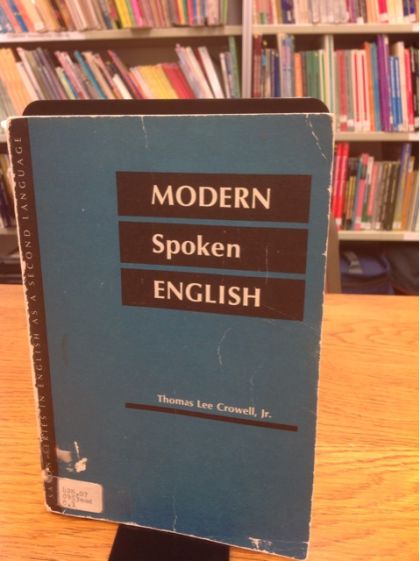 MODERN
Spoken
ENGLISH
Thomas Lee Crowell, Jr.
SERIES IN ENGLISH AS A SECOND LANGUAGE